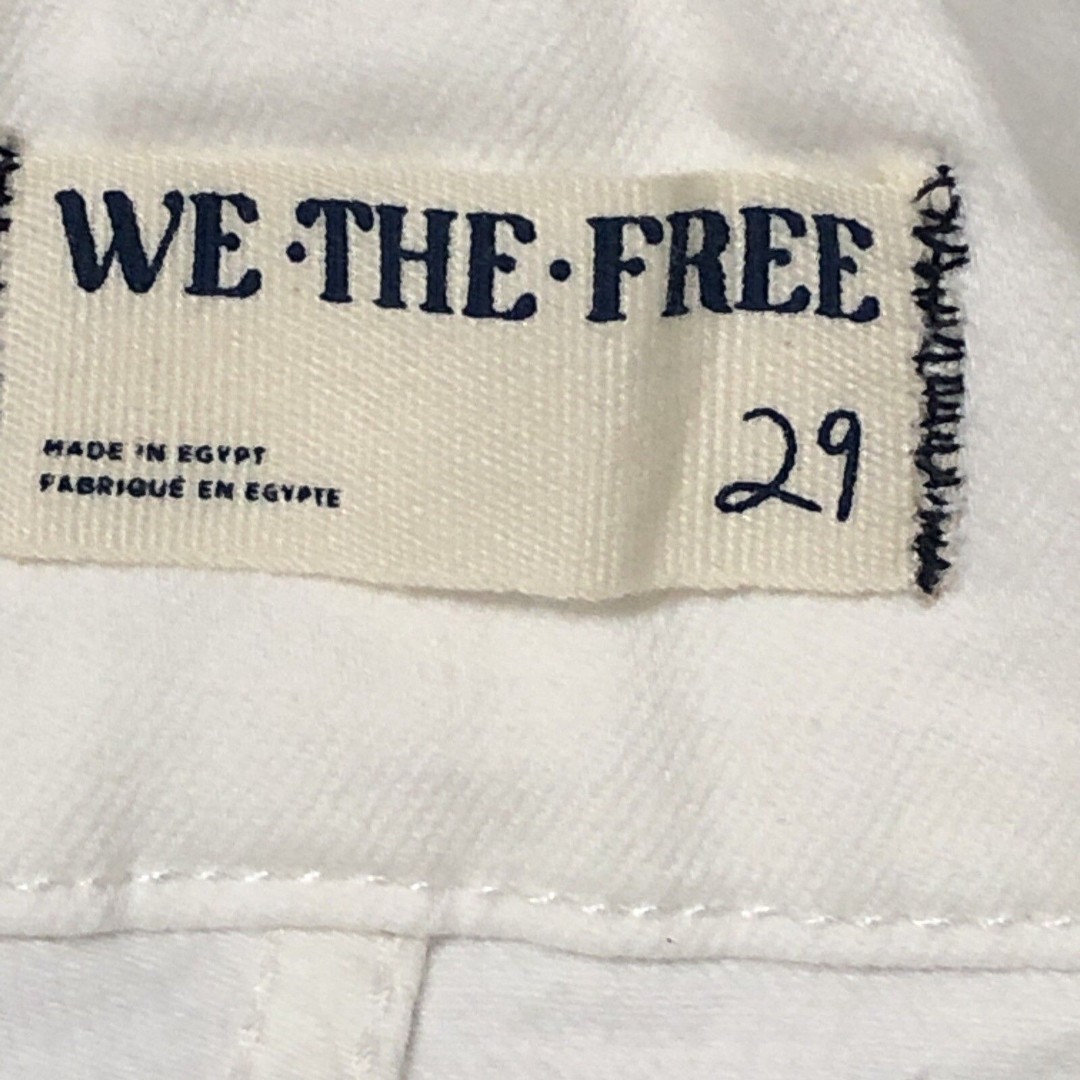 WE·THE·FREE
29
MADE IN EGYPT
FABRIQUÉ EN EGYPTE